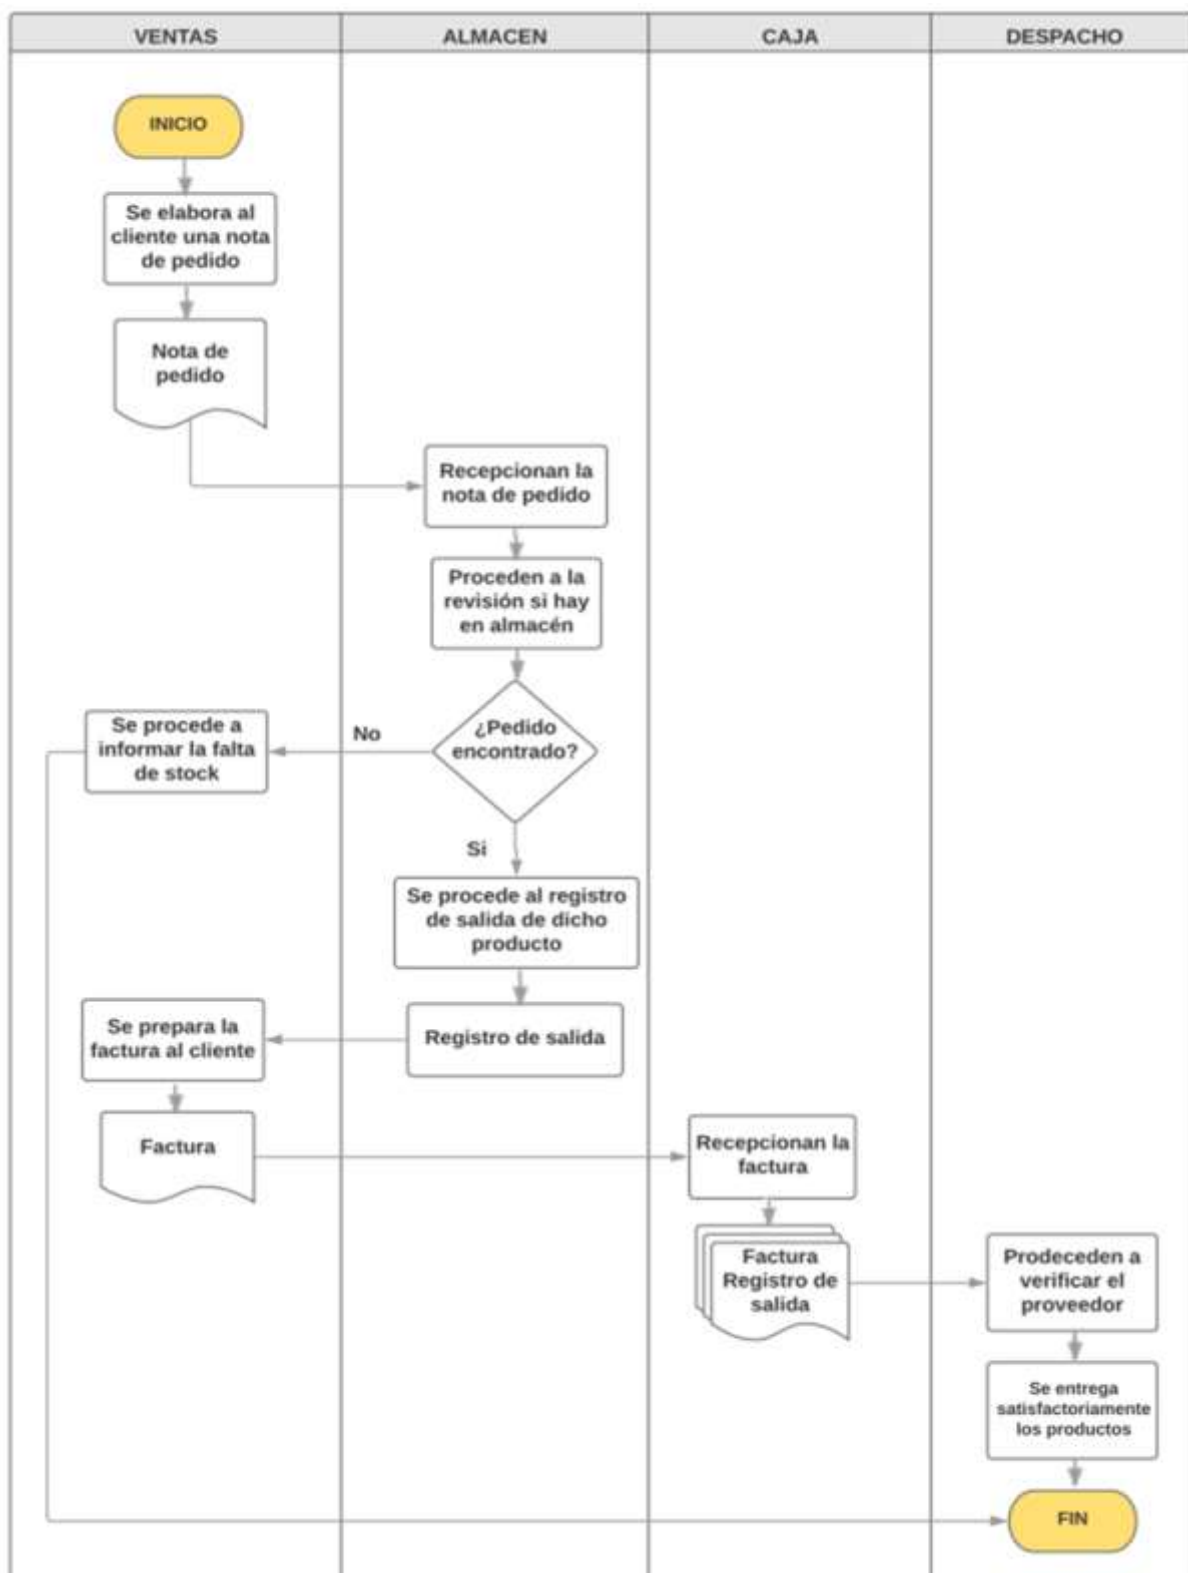 VENTAS
ALMACEN
CAJA
DESPACHO
INICIO
Se elabora al
cliente una nota
de pedido
Nota de
pedido
Recepcionan la
nota de pedido
Proceden a la
revisión si hay
en almacén
¿Pedido
encontrado?
No
Se procede a
informar la falta
de stock
Si
Se procede al registro
de salida de dicho
producto
Registro de salida
Se prepara la
factura al cliente
Factura
Recepcionan la
factura
Factura
Registro de
salida
Prodeceden a
verificar el
proveedor
Se entrega
satisfactoriamente
los productos
FIN